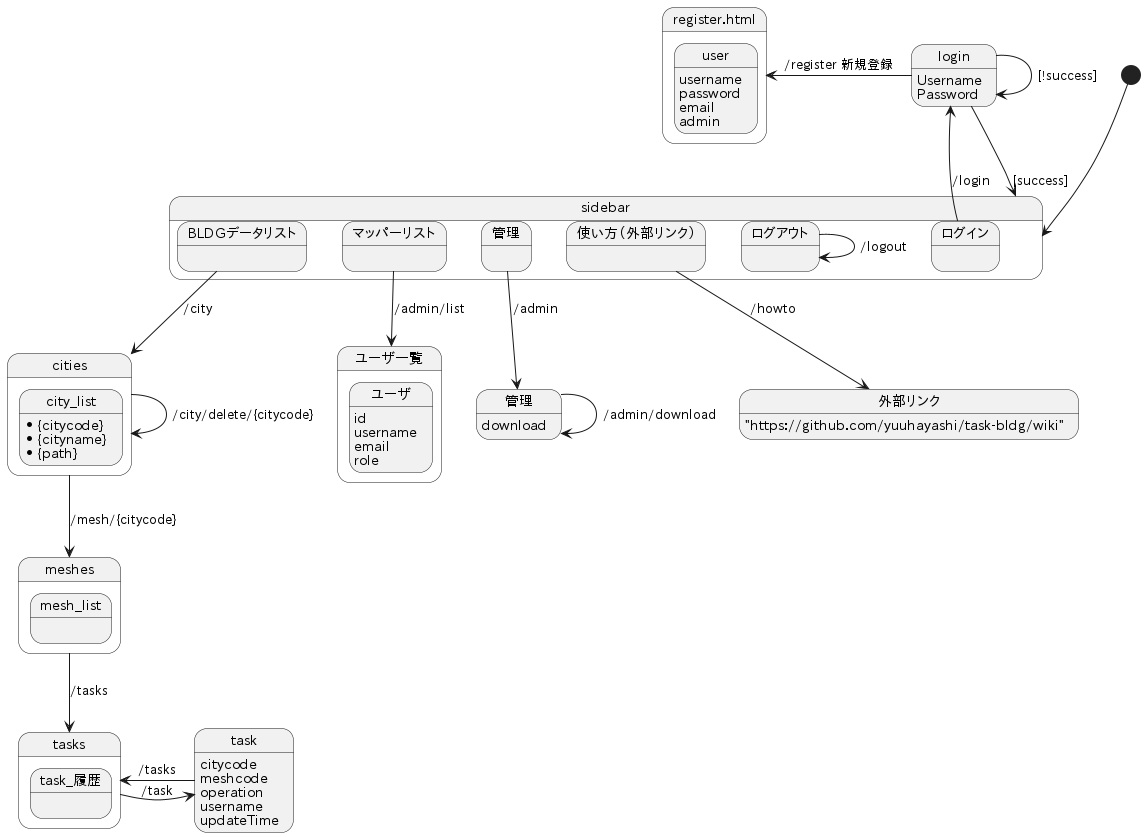 register.html
user
username
password
email
admin
/register 新規登録
login
Username
Password
[!success]
/login
[success]
sidebar
BLDGデータリスト
マッパーリスト
管理
使い方（外部リンク）
ログアウト
/logout
ログイン
/city
/admin/list
/admin
/howto
cities
city_list
{citycode}
{cityname}
{path}
/city/delete/{citycode}
ユーザー覧
ユーザ
id
username
email
role
管理
download
/admin/download
外部リンク
"https://github.com/yuuhayashi/task-bldg/wiki"
/mesh/{citycode}
meshes
mesh_list
/tasks
tasks
task_履歴
/tasks
/task
task
citycode
meshcode
operation
username
updateTime